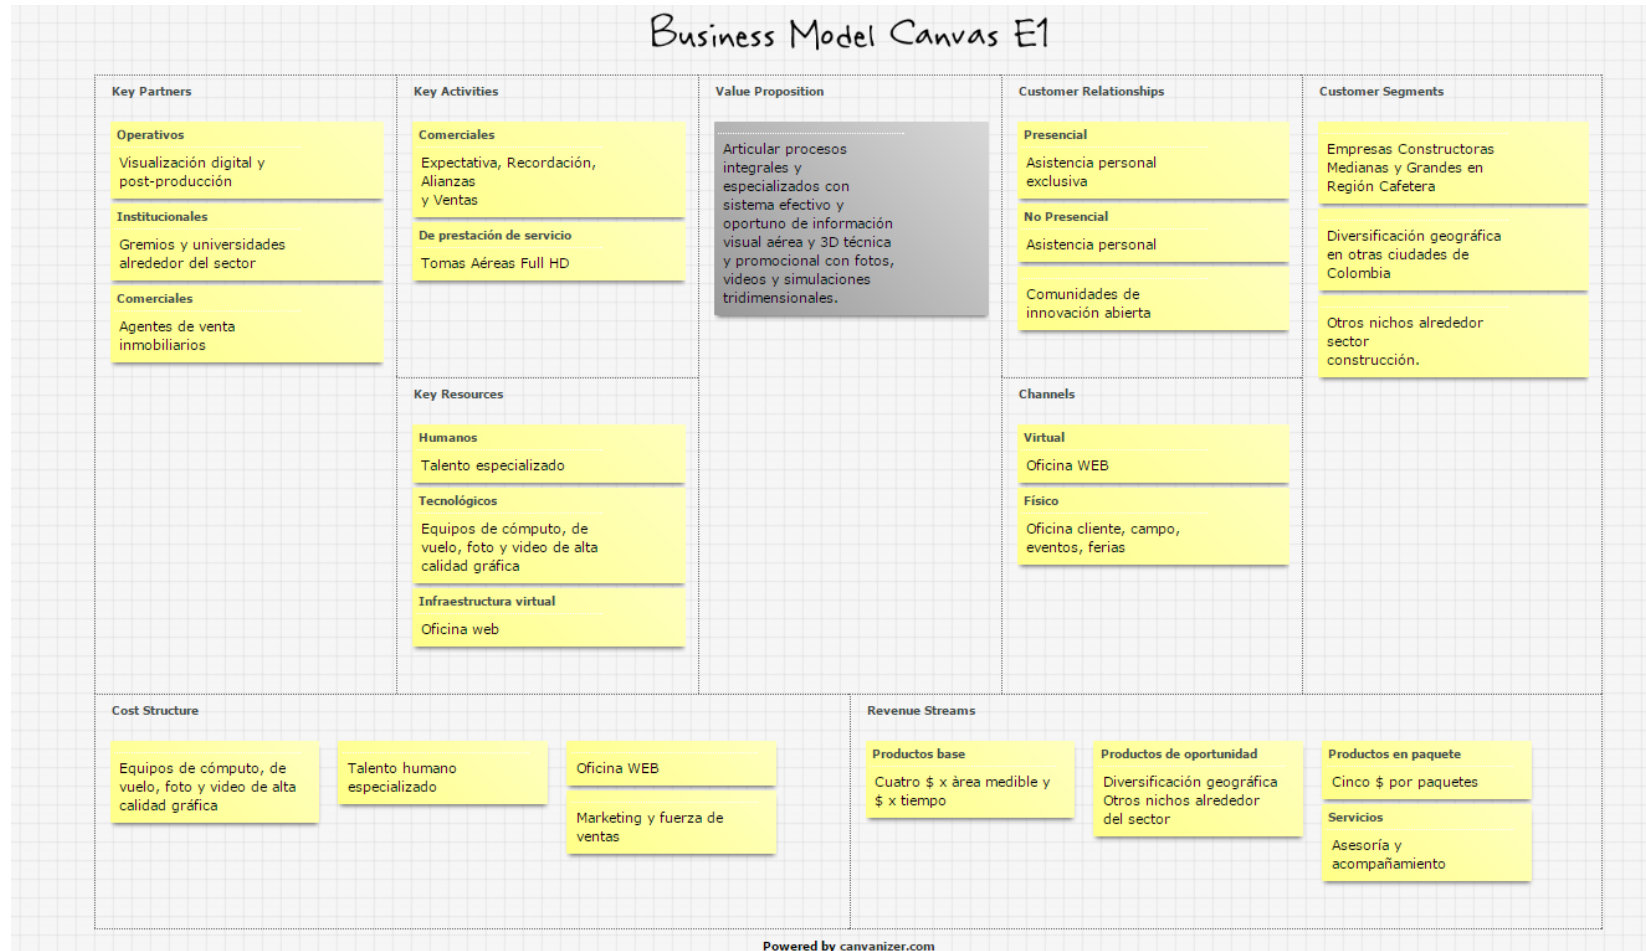 Business Model Canvas E1
Key Partners
Operativos
Visualización digital y
post-producción
Institucionales
Gremios y universidades
alrededor del sector
Comerciales
Agentes de venta
inmobiliarios
Key Activities
Comerciales
Expectativa, Recordación,
Alianzas
y Ventas
De prestación de servicio
Tomas Aéreas Full HD
Key Resources
Humanos
Talento especializado
Tecnológicos
Equipos de cómputo, de
vuelo, foto y video de alta
calidad gráfica
Infraestructura virtual
Oficina web
Value Proposition
Articular procesos
integrales y
especializados con
sistema efectivo y
oportuno de información
visual aérea y 3D técnica
y promocional con fotos,
videos y simulaciones
tridimensionales.
Customer Relationships
Presencial
Asistencia personal
exclusiva
No Presencial
Asistencia personal
Comunidades de
innovación abierta
Channels
Virtual
Oficina WEB
Físico
Oficina cliente, campo,
eventos, ferias
Customer Segments
Empresas Constructoras
Medianas y Grandes en
Región Cafetera
Diversificación geográfica
en otras ciudades de
Colombia
Otros nichos alrededor
sector
construcción.
Cost Structure
Equipos de cómputo, de
vuelo, foto y video de alta
calidad gráfica
Talento humano
especializado
Oficina WEB
Marketing y fuerza de
ventas
Revenue Streams
Productos base
Cuatro $ x àrea medible y
$ x tiempo
Productos de oportunidad
Diversificación geográfica
Otros nichos alrededor
del sector
Productos en paquete
Cinco $ por paquetes
Servicios
Asesoría y
acompañamiento
Powered by canvanizer.com